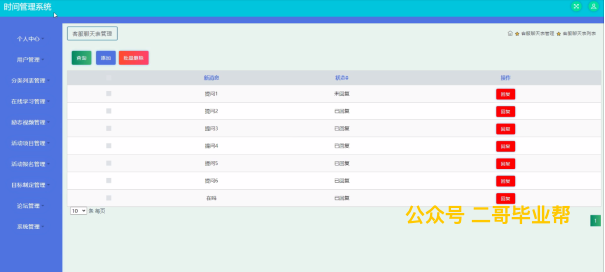 时间管理系统
客服聊天表管理
客服聊天表管理 客服聊天表列表
个人中心
用户管理
分类列表管理
在线学习管理
励志视频管理
活动项目管理
活动报名管理
目标制定管理
论坛管理
系统管理
添加
批量删除
新消息 状态 操作
提问1 未回复 回复
提问2 已回复 回复
提问3 已回复 回复
提问4 已回复 回复
提问5 已回复 回复
提问6 已回复 回复
在吗 已回复 回复
10 条 每页
公众号 二哥毕业帮
1